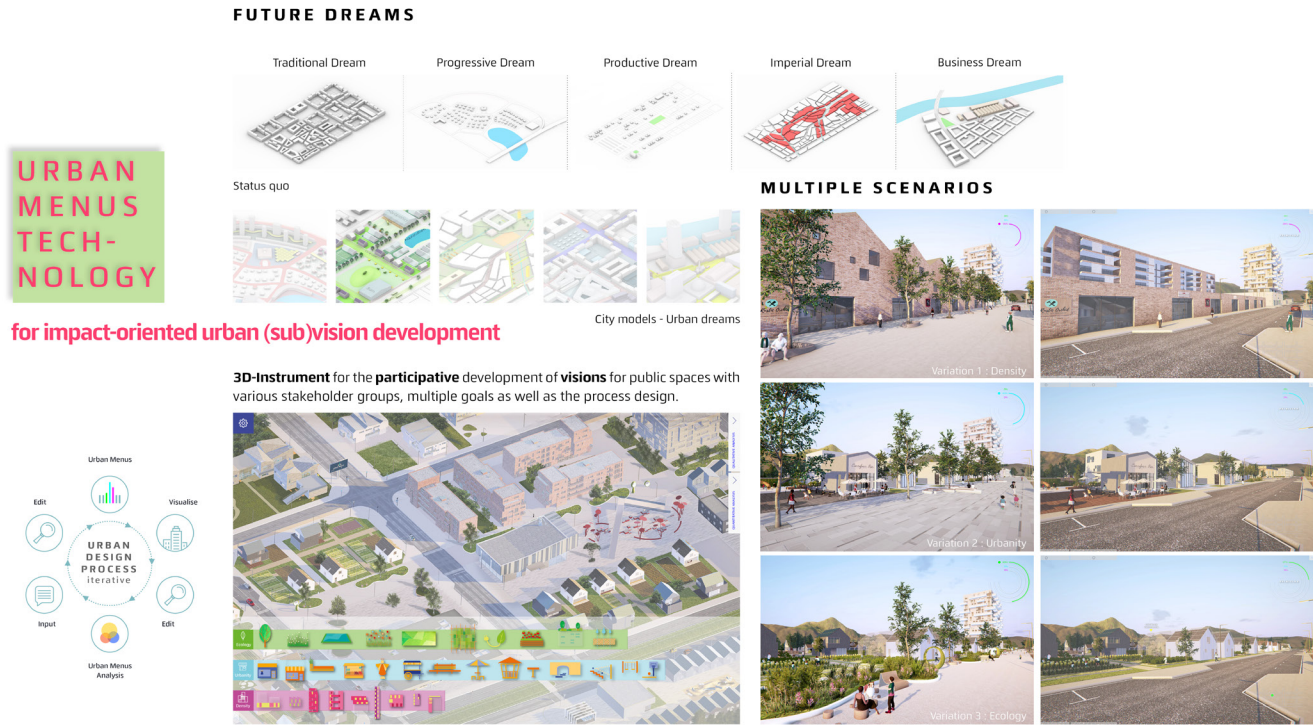 FUTURE DREAMS
Traditional Dream
Progressive Dream
Productive Dream
Imperial Dream
Business Dream
URBAN
MENUS
TECH-
NOLOGY
Status quo
City models - Urban dreams
for impact-oriented urban (sub)vision development
3D-Instrument for the participative development of visions for public spaces with
various stakeholder groups, multiple goals as well as the process design.
Urban Menus
Edit
Visualise
URBAN
DESIGN
PROCESS
iterative
Input
Edit
Urban Menus
Analysis
Ecology
Density
MULTIPLE SCENARIOS
Variation 1 : Density
Variation 2 : Urbanity
Variation 3 : Ecology